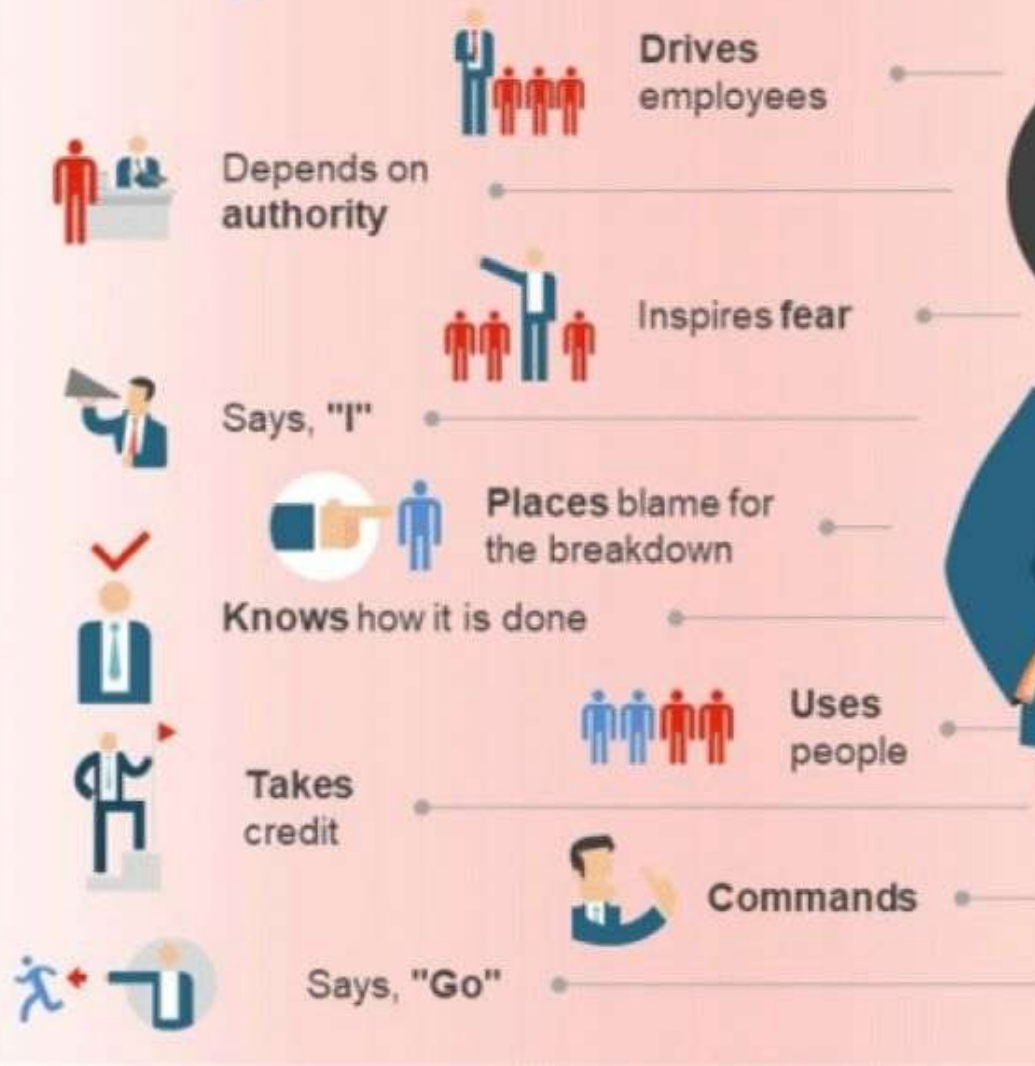 Drives
employees
Depends on
authority
Inspires fear
Says, "I"
Places blame for
the breakdown
Knows how it is done
Uses
people
Takes
credit
Commands
Says, "Go"